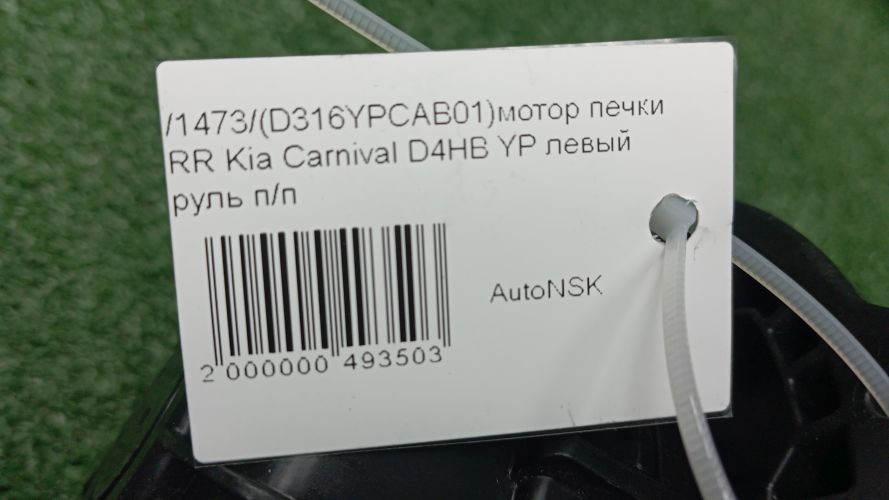 /1473/(D316YPCAB01)мотор печки
RR Kia Carnival D4HB YP левый
руль п/п
AutoNSK
2 000000 493503